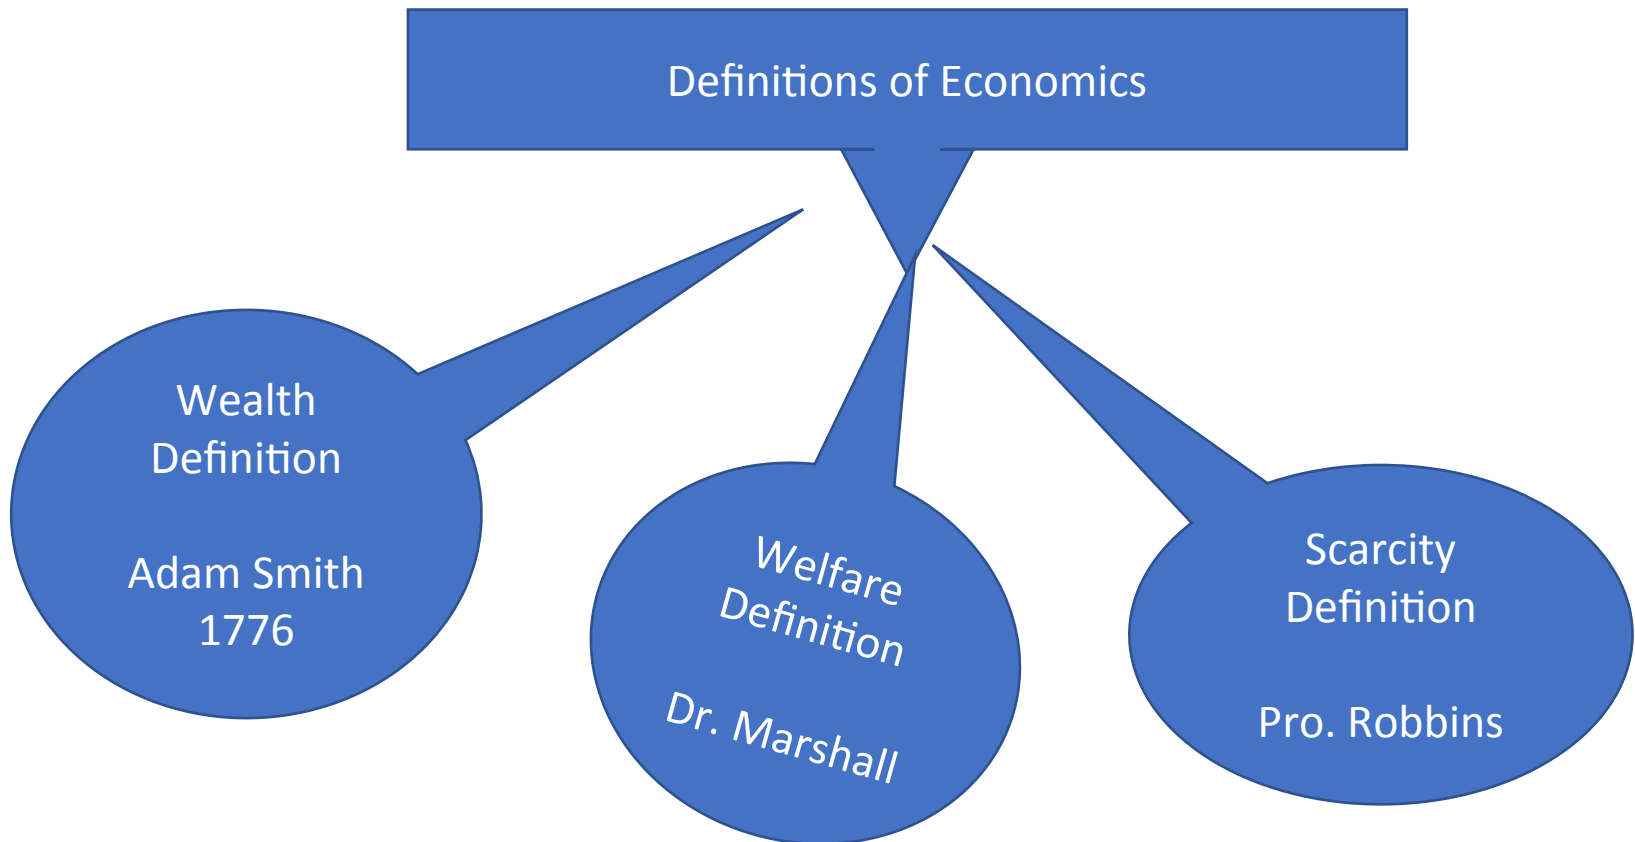 Definitions of Economics
Wealth
Definition
Adam Smith
1776
Welfare
Definition
Dr. Marshall
Scarcity
Definition
Pro. Robbins